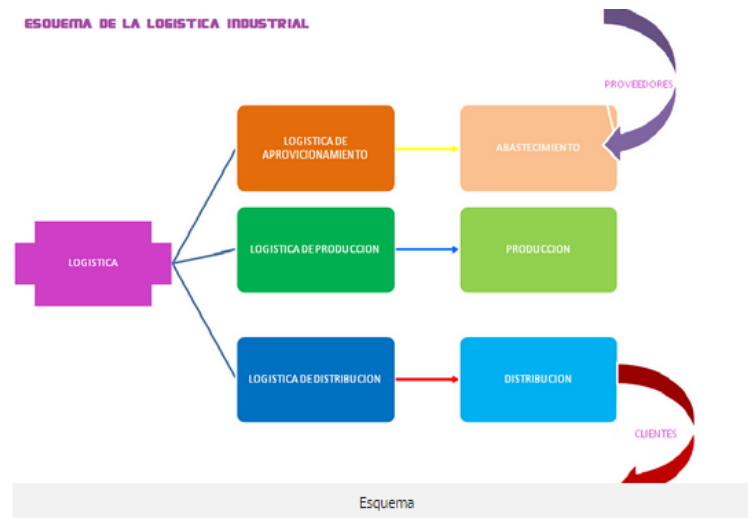 ESQUEMA DE LA LOGISTICA INDUSTRIAL
PROVEEDORES
LOGISTICA DE
APROVICIONAMIENTO
ABASTECIMIENTO
LOGISTICA
LOGISTICA DE PRODUCCION
PRODUCCION
LOGISTICA DE DISTRIBUCION
DISTRIBUCION
CLIENTES
Esquema